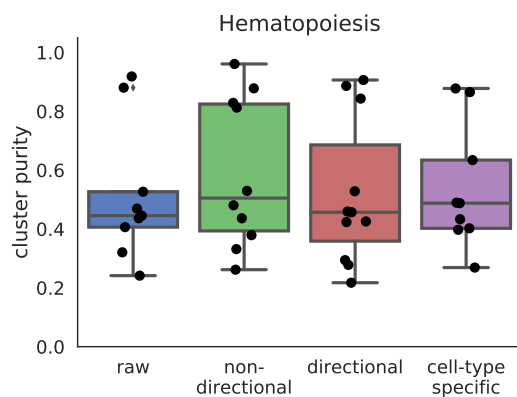 Hematopoiesis
cluster purity
1.0
0.8
0.6
0.4
0.2
0.0
raw
non-
directional
directional
cell-type
specific